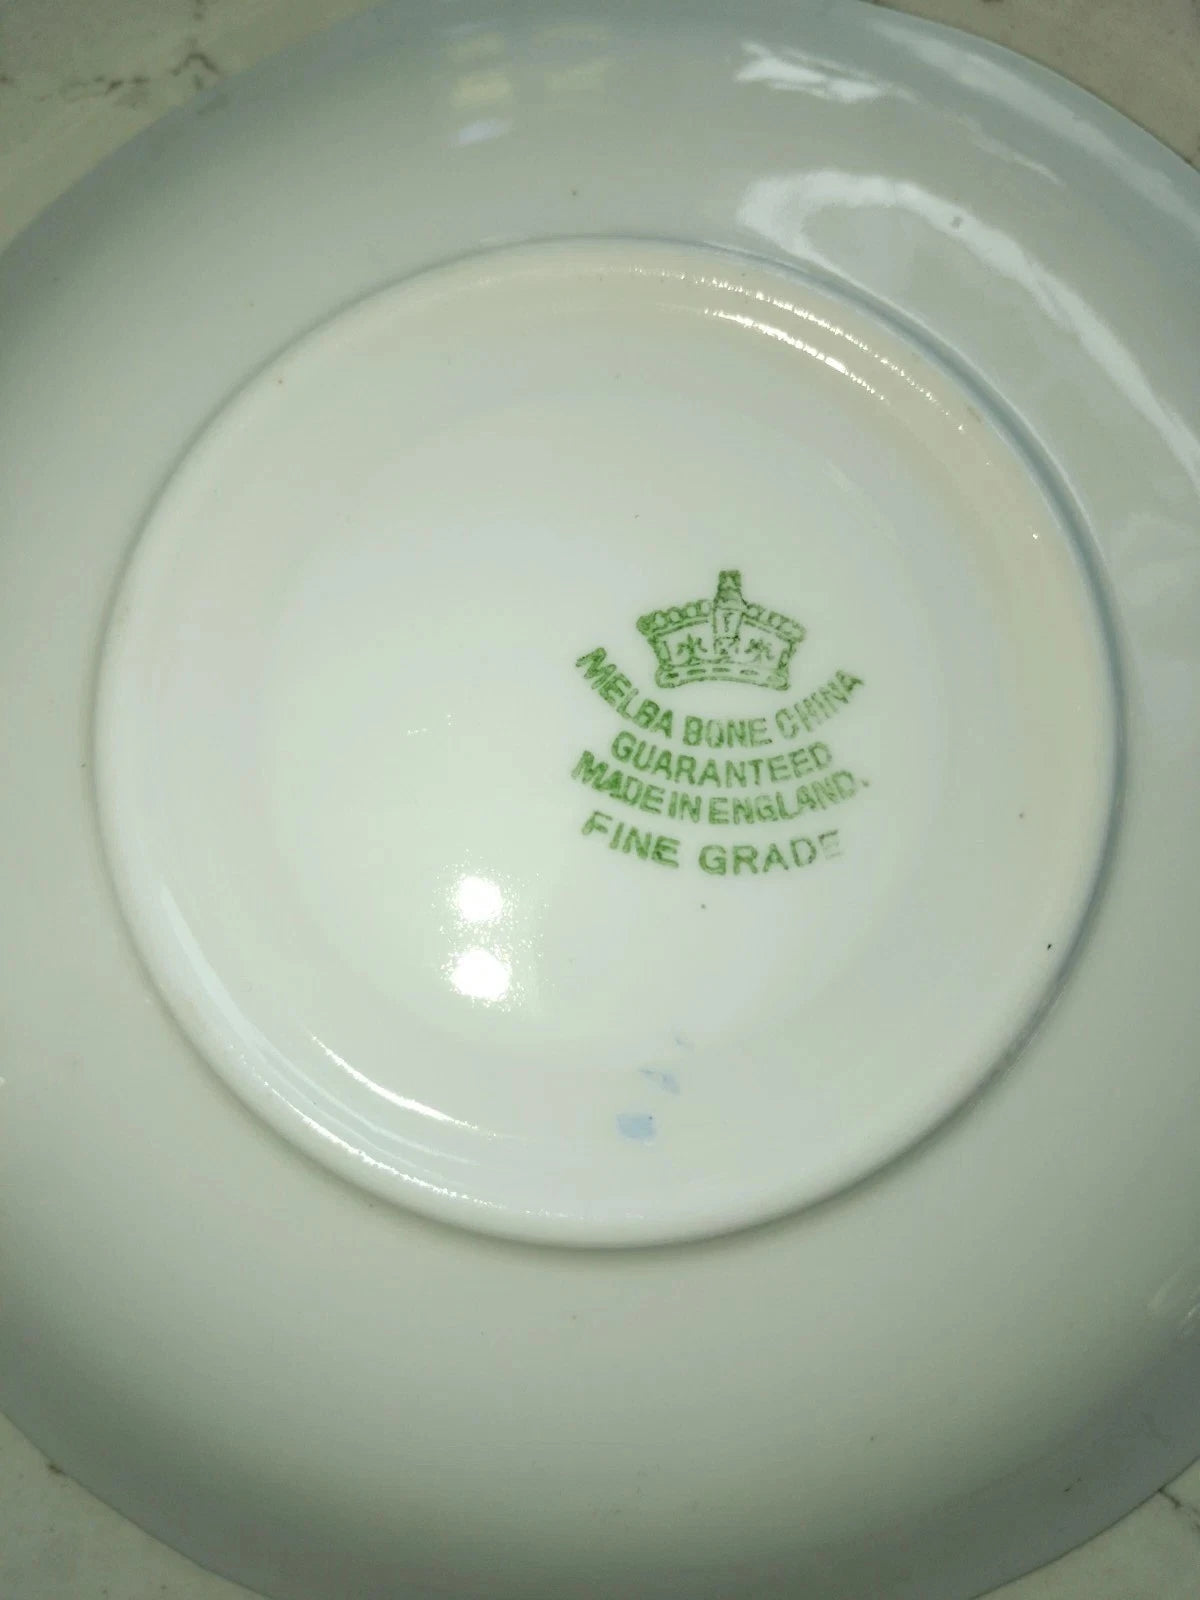 MELBA BONE CHINA
GUARANTEED
MADE IN ENGLAND.
FINE GRADE